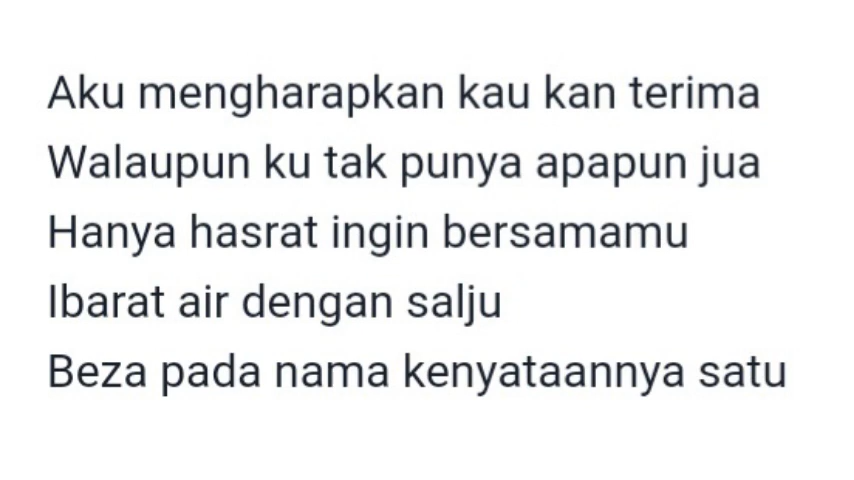 Aku mengharapkan kau kan terima
Walaupun ku tak punya apapun jua
Hanya hasrat ingin bersamamu
Ibarat air dengan salju
Beza pada nama kenyataannya satu